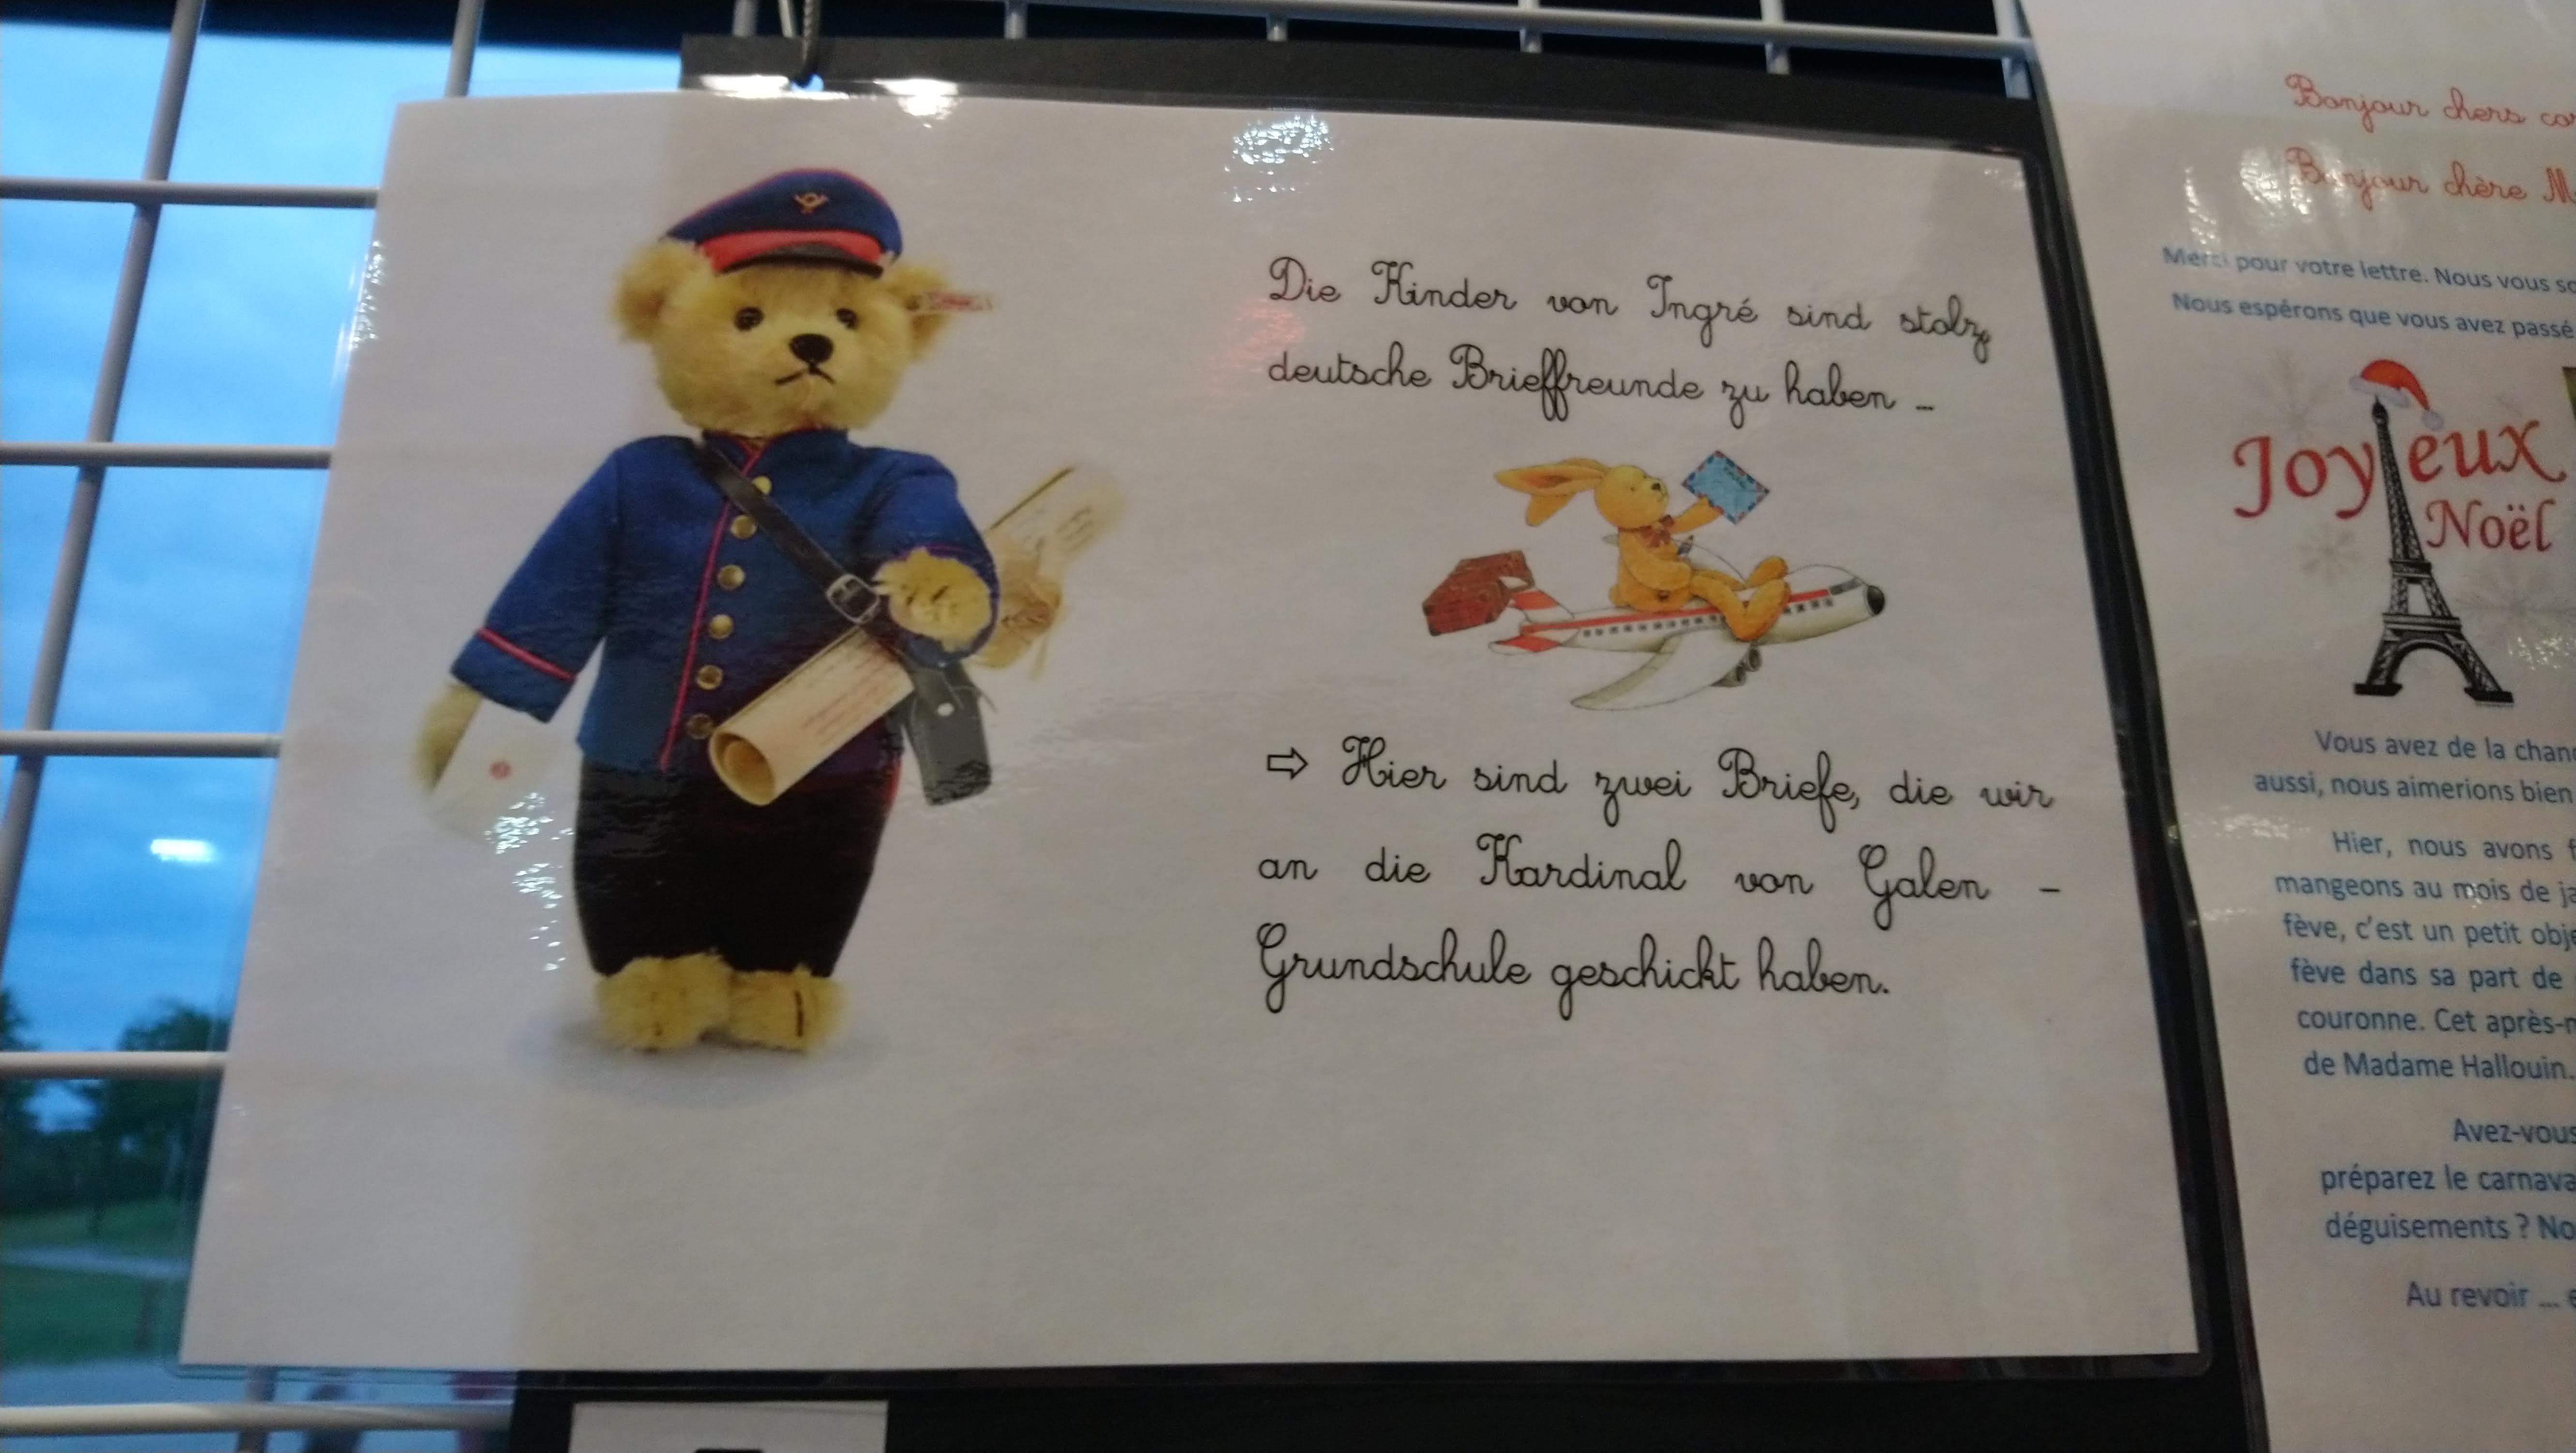 Die Kinder von Ingré sind stolz,
deutsche Brieffreunde zu haben ...
⇨ Hier sind zwei Briefe, die wir
an die Kardinal von Galen -
Grundschule geschickt haben.
Bonjour chers
Bonjour chère
Merci pour votre lettre. Nous vous
Nous espérons que vous avez passé
Joyeux
Noël
Vous avez de la
aussi, nous aimerions bien
Hier, nous avons
mangeons au mois de
fève, c'est un petit
fève dans sa part de
couronne. Cet
de Madame Hallouin.
Avez-vous
préparez le
déguisements ?
Au revoir ...